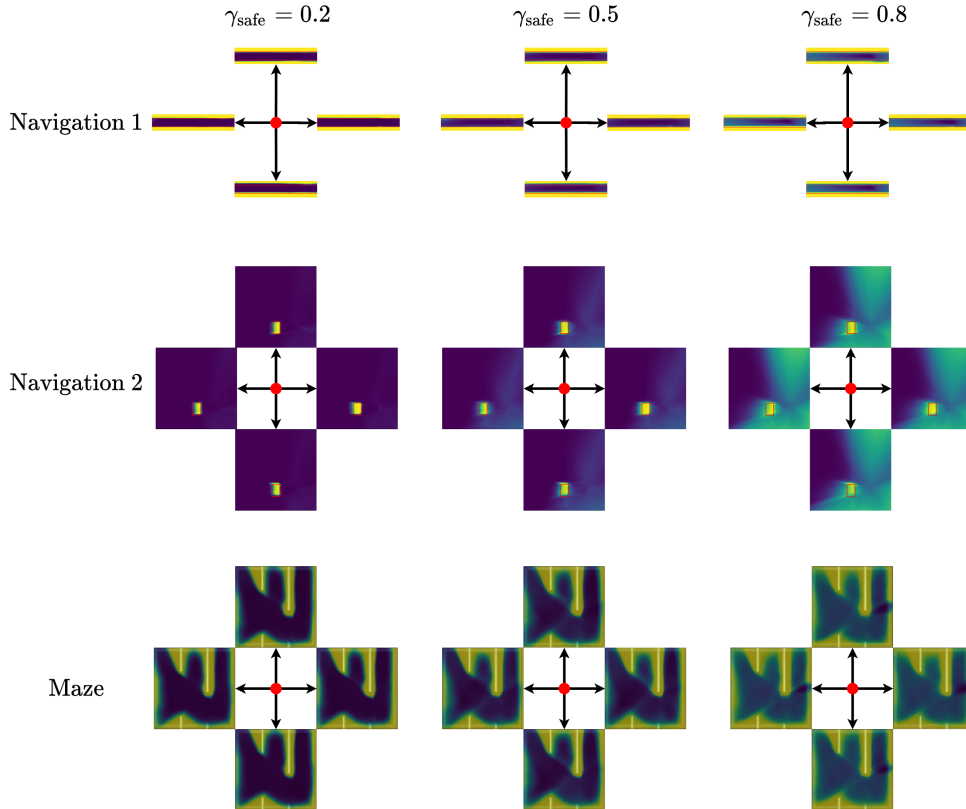 γsafe = 0.2
γsafe = 0.5
γsafe = 0.8
Navigation 1
Navigation 2
Maze